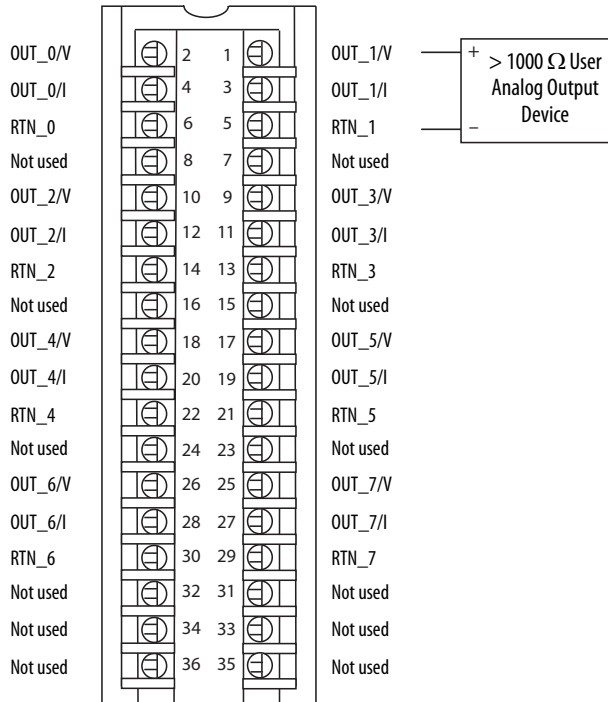 OUT_0/V 2 1 OUT_1/V + > 1000 Ω User
OUT_0/I 4 3 OUT_1/I Analog Output
RTN_0 6 5 RTN_1 – Device
Not used 8 7 Not used
OUT_2/V 10 9 OUT_3/V
OUT_2/I 12 11 OUT_3/I
RTN_2 14 13 RTN_3
Not used 16 15 Not used
OUT_4/V 18 17 OUT_5/V
OUT_4/I 20 19 OUT_5/I
RTN_4 22 21 RTN_5
Not used 24 23 Not used
OUT_6/V 26 25 OUT_7/V
OUT_6/I 28 27 OUT_7/I
RTN_6 30 29 RTN_7
Not used 32 31 Not used
Not used 34 33 Not used
Not used 36 35 Not used